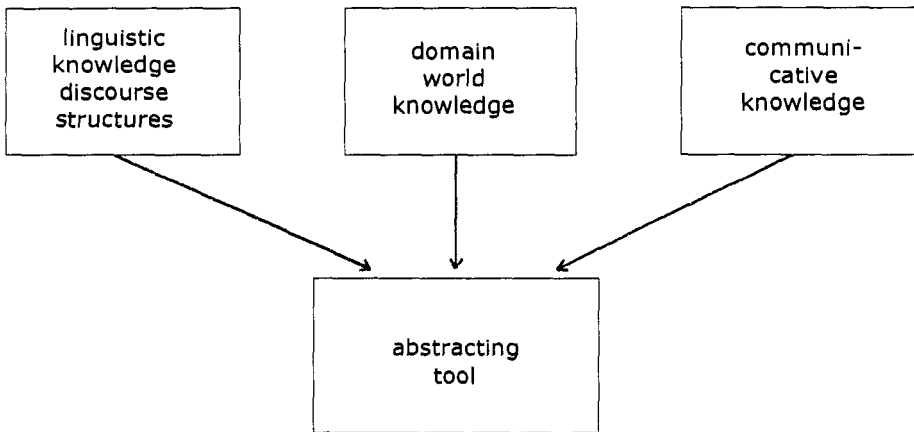 linguistic
knowledge
discourse
structures
domain
world
knowledge
communi-
cative
knowledge
abstracting
tool